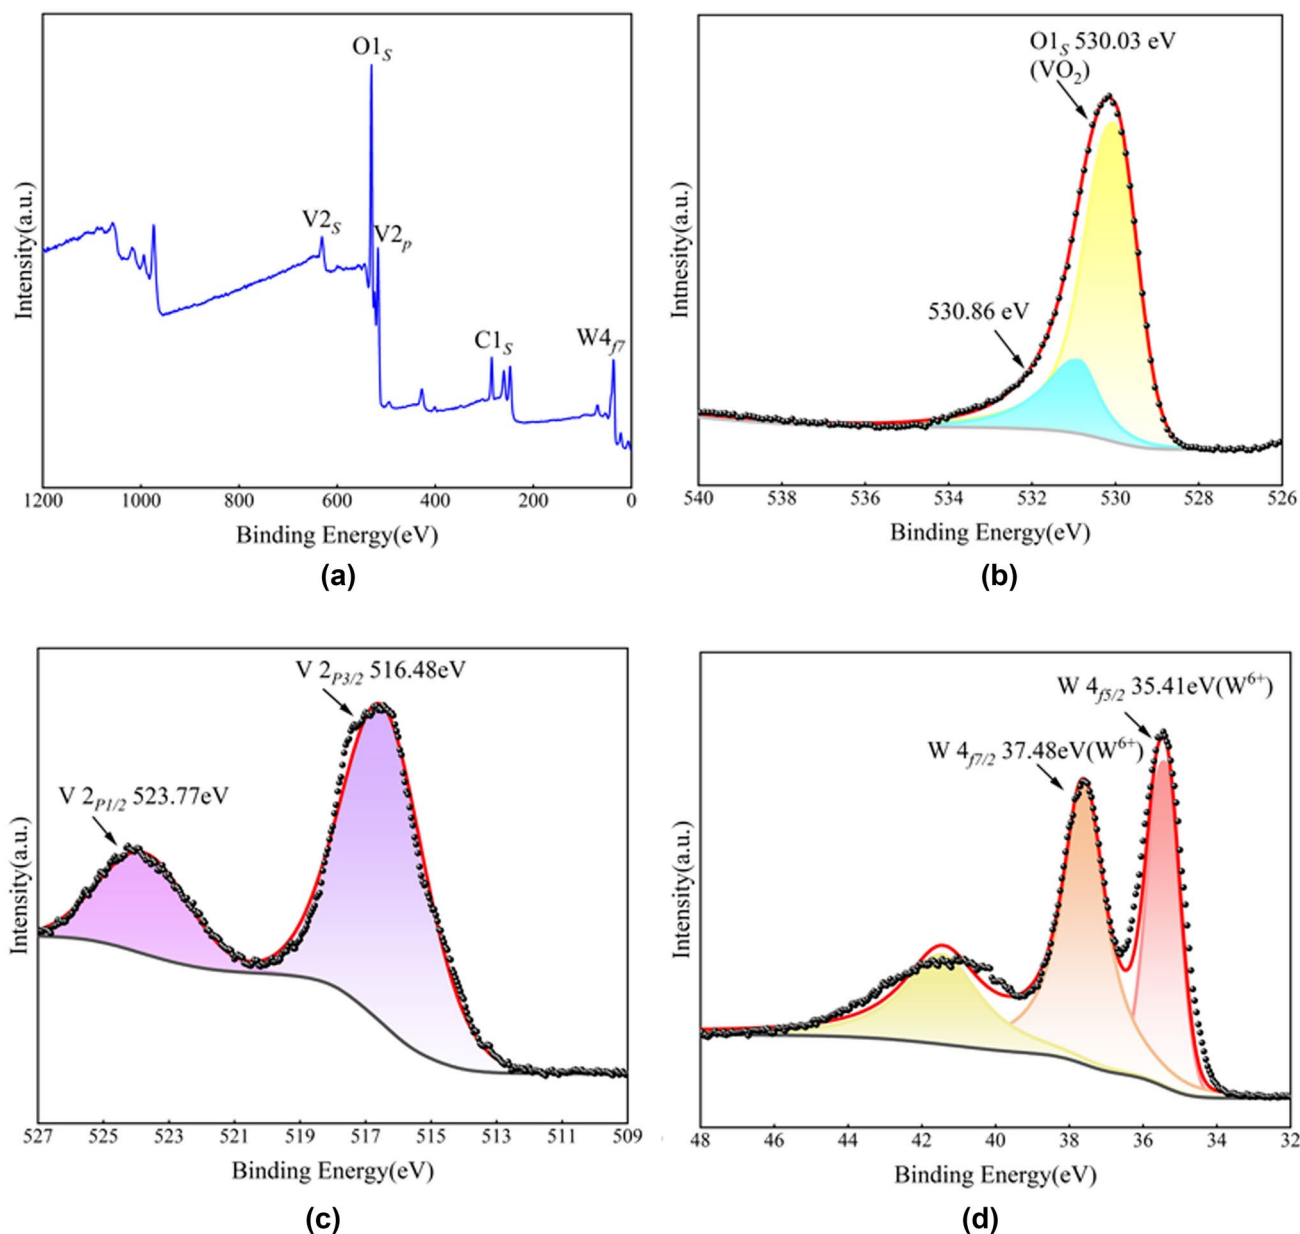 O1S
V2S
V2p
C1S
W4f7
Intensity(a.u.)
1200 1000 800 600 400 200 0
Binding Energy(eV)
(a)
O1S 530.03 eV
(VO2)
530.86 eV
Intnesity(a.u.)
540 538 536 534 532 530 528 526
Binding Energy(eV)
(b)
V 2P3/2 516.48eV
V 2P1/2 523.77eV
Intensity(a.u.)
527 525 523 521 519 517 515 513 511 509
Binding Energy(eV)
(c)
W 4f5/2 35.41eV(W6+)
W 4f7/2 37.48eV(W6+)
Intensity(a.u.)
48 46 44 42 40 38 36 34 32
Binding Energy(eV)
(d)